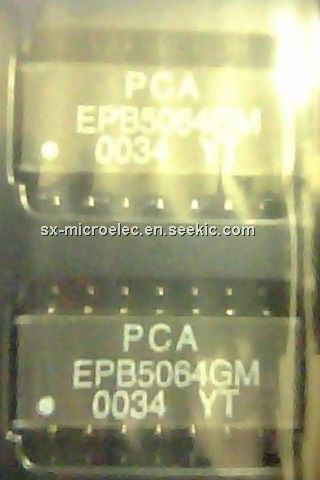 PCA
EPB5064GM
0034 YT
sx-microelec.en.seekic.com
PCA
EPB5064GM
0034 YT